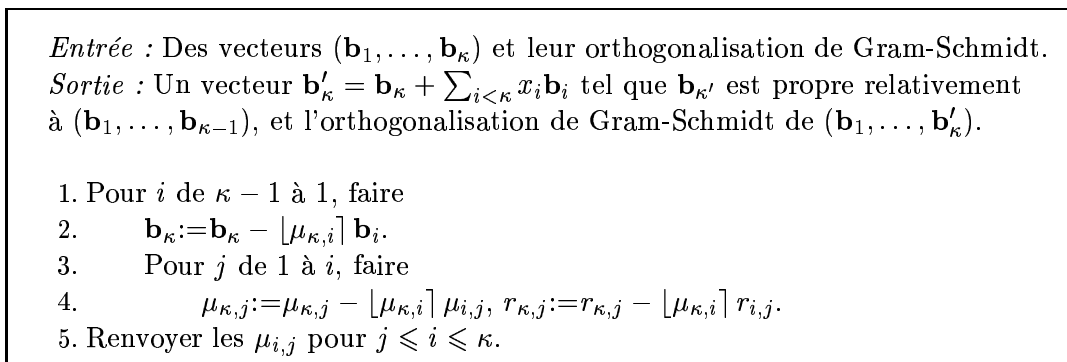 Entrée : Des vecteurs (b₁, . . . , b_κ) et leur orthogonalisation de Gram-Schmidt.
Sortie : Un vecteur b′_κ = b_κ + ∑_{i<κ} x_i b_i tel que b_{κ′} est propre relativement
à (b₁, . . . , b_{κ−1}), et l'orthogonalisation de Gram-Schmidt de (b₁, . . . , b′_κ).
1. Pour i de κ − 1 à 1, faire
2. b_κ:=b_κ − ⌊μ_{κ,i}⌉ b_i.
3. Pour j de 1 à i, faire
4. μ_{κ,j}:=μ_{κ,j} − ⌊μ_{κ,i}⌉ μ_{i,j}, r_{κ,j}:=r_{κ,j} − ⌊μ_{κ,i}⌉ r_{i,j}.
5. Renvoyer les μ_{i,j} pour j ⩽ i ⩽ κ.